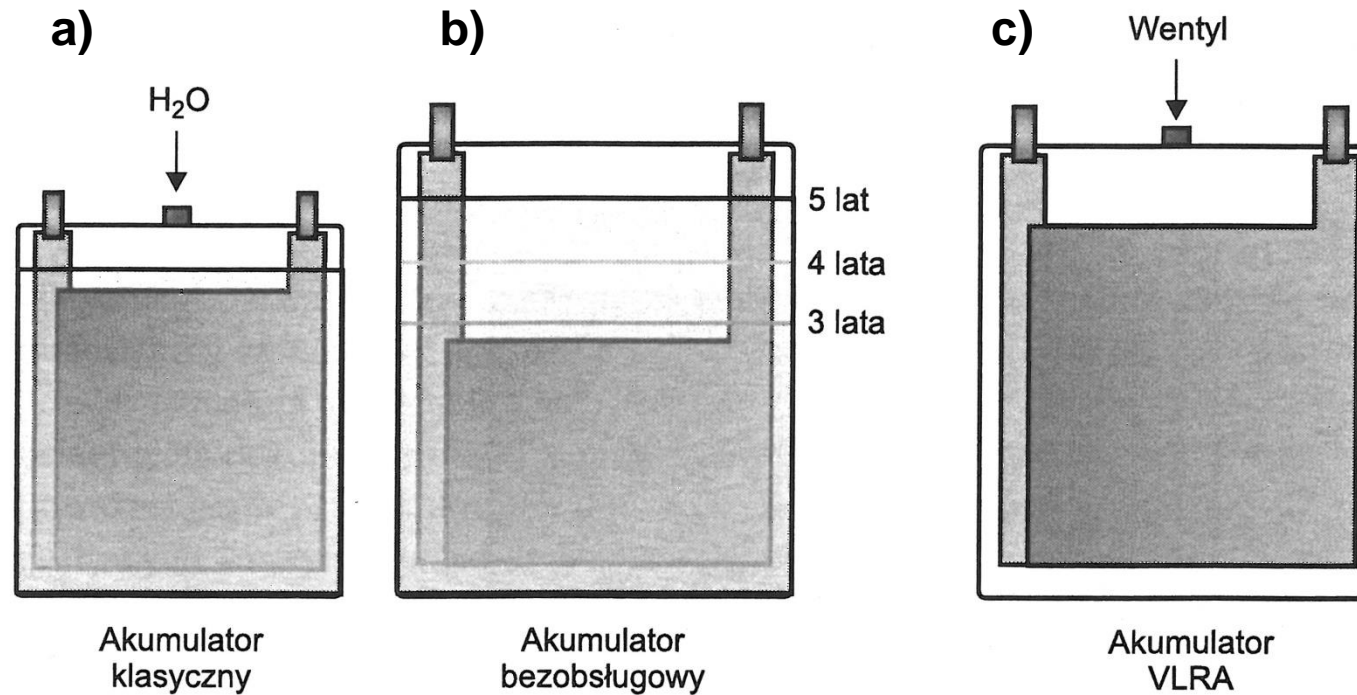 a)
H₂O
Akumulator
klasyczny
b)
5 lat
4 lata
3 lata
Akumulator
bezobsługowy
c)
Wentyl
Akumulator
VLRA